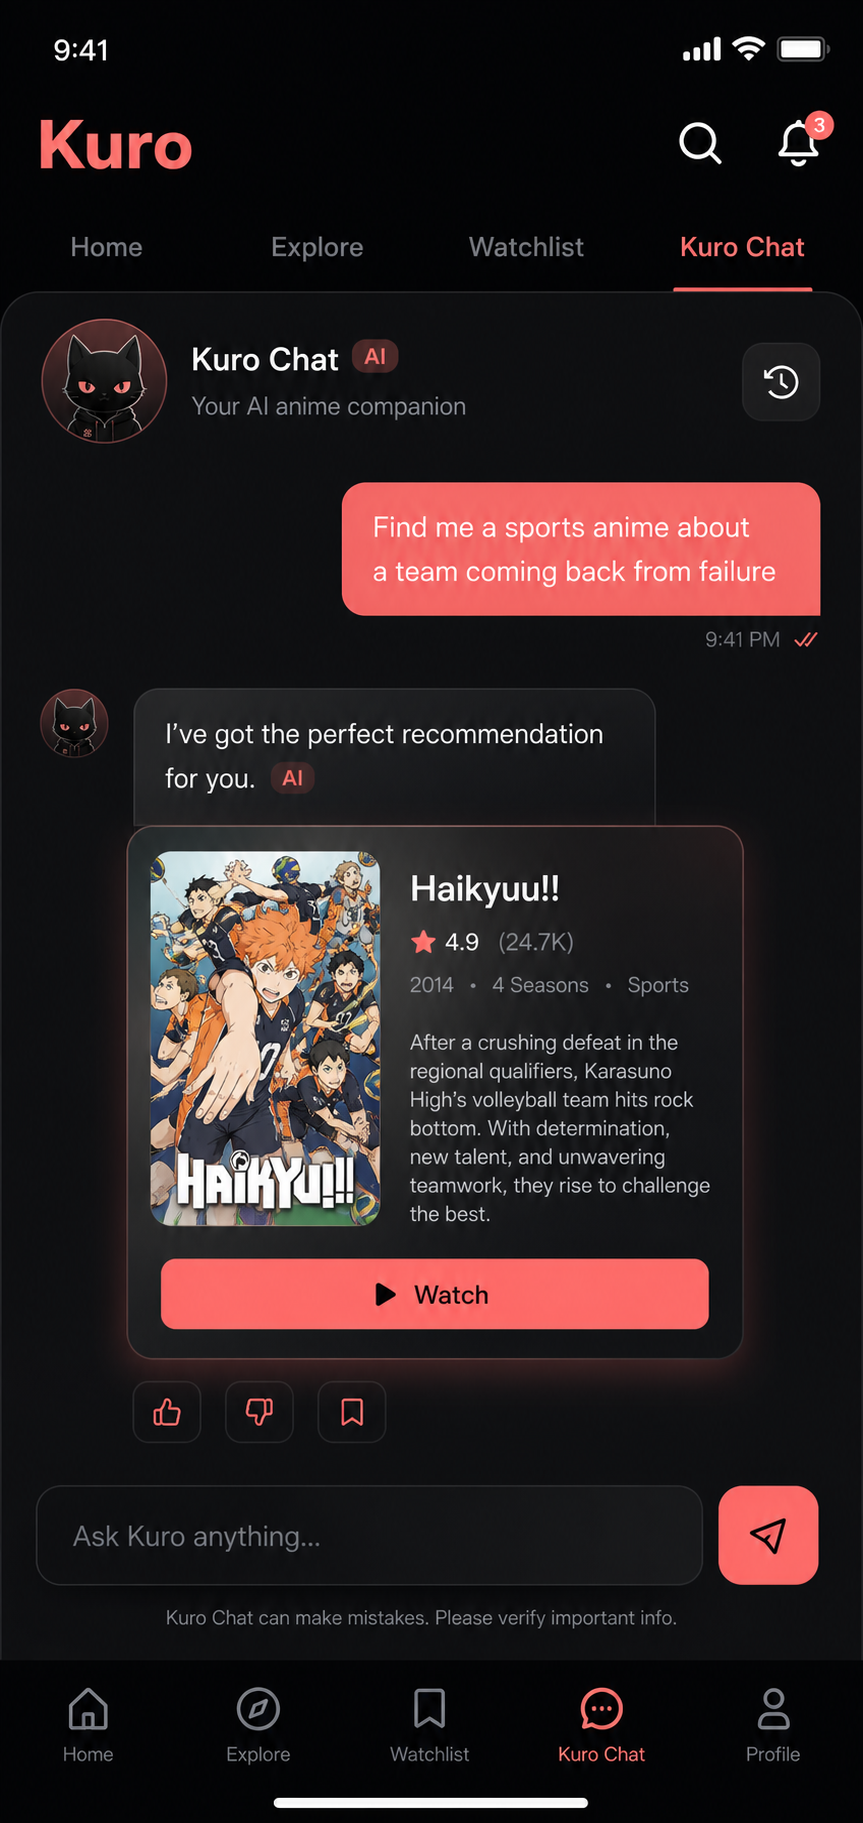 9:41
Kuro
3
Home
Explore
Watchlist
Kuro Chat
Kuro Chat AI
Your AI anime companion
Find me a sports anime about
a team coming back from failure
9:41 PM
I’ve got the perfect recommendation
for you. AI
HAIKYU!!!
Haikyuu!!
4.9 (24.7K)
2014 • 4 Seasons • Sports
After a crushing defeat in the
regional qualifiers, Karasuno
High’s volleyball team hits rock
bottom. With determination,
new talent, and unwavering
teamwork, they rise to challenge
the best.
Watch
Ask Kuro anything...
Kuro Chat can make mistakes. Please verify important info.
Home
Explore
Watchlist
Kuro Chat
Profile